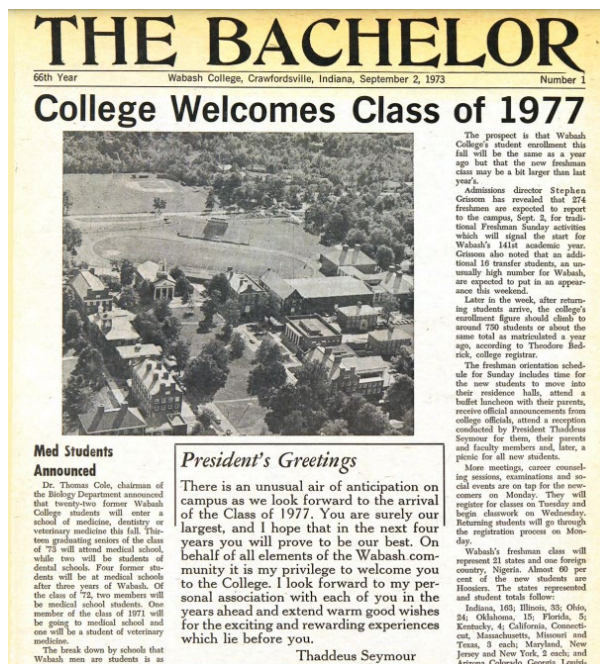 THE BACHELOR
66th Year Wabash College, Crawfordsville, Indiana, September 2, 1973 Number 1
College Welcomes Class of 1977
The prospect is that Wabash
College's student enrollment this
fall will be the same as a year
ago but that the new freshman
class may be a bit larger than last
year's.
Admissions director Stephen
Grissom has revealed that 274
freshmen are expected to report
to the campus, Sept. 2, for tradi-
tional Freshman Sunday activities
which will signal the start for
Wabash's 141st academic year.
Grissom also noted that an addi-
tional 16 transfer students, an un-
usually high number for Wabash,
are expected to put in an appear-
ance this weekend.
Later in the week, after return-
ing students arrive, the college's
enrollment figure should climb to
around 750 students or about the
same total as matriculated a year
ago, according to Theodore Bed-
rick, college registrar.
The freshman orientation sched-
ule for Sunday includes time for
the new students to move into
their residence halls, attend a
buffet luncheon with their parents,
receive official announcements from
college officials, attend a reception
conducted by President Thaddeus
Seymour for them, their parents
and faculty members and, later, a
picnic for all new students.
More meetings, career counsel-
ing sessions, examinations and so-
cial events are on tap for the new-
comers on Monday. They will
register for classes on Tuesday and
begin classwork on Wednesday.
Returning students will go through
the registration process on Mon-
day.
Wabash's freshman class will
represent 21 states and one foreign
country, Nigeria. Almost 60 per
cent of the new students are
Hoosiers. The states represented
and student totals follow:
Indiana, 163; Illinois, 33; Ohio,
24; Oklahoma, 15; Florida, 5;
Kentucky, 4; California, Connecti-
cut, Massachusetts, Missouri and
Texas, 3 each; Maryland, New
Jersey and New York, 2 each; and
Arizona, Colorado, Georgia, Louisi-
Med Students
Announced
Dr. Thomas Cole, chairman of
the Biology Department announced
that twenty-two former Wabash
College students will enter a
school of medicine, dentistry or
veterinary medicine this fall. Thir-
teen graduating seniors of the class
of '73 will attend medical school,
while two will be students of
dental schools. Four former stu-
dents will be at medical schools
after three years of Wabash. Of
the class of '72, two members will
be medical school students. One
member of the class of 1971 will
be going to medical school and
one will be a student of veterinary
medicine.
The break down by schools that
Wabash men are students is as
President's Greetings
There is an unusual air of anticipation on
campus as we look forward to the arrival
of the Class of 1977. You are surely our
largest, and I hope that in the next four
years you will prove to be our best. On
behalf of all elements of the Wabash com-
munity it is my privilege to welcome you
to the College. I look forward to my per-
sonal association with each of you in the
years ahead and extend warm good wishes
for the exciting and rewarding experiences
which lie before you.
Thaddeus Seymour